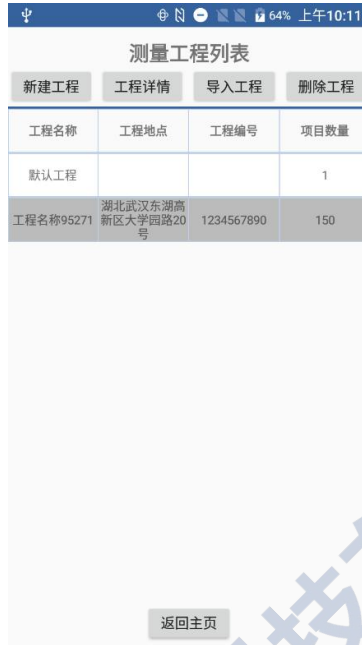 64% 上午10:11
测量工程列表
新建工程 工程详情 导入工程 删除工程
工程名称 工程地点 工程编号 项目数量
默认工程 1
工程名称95271 湖北武汉东湖高新区大学园路20号 1234567890 150
返回主页
技